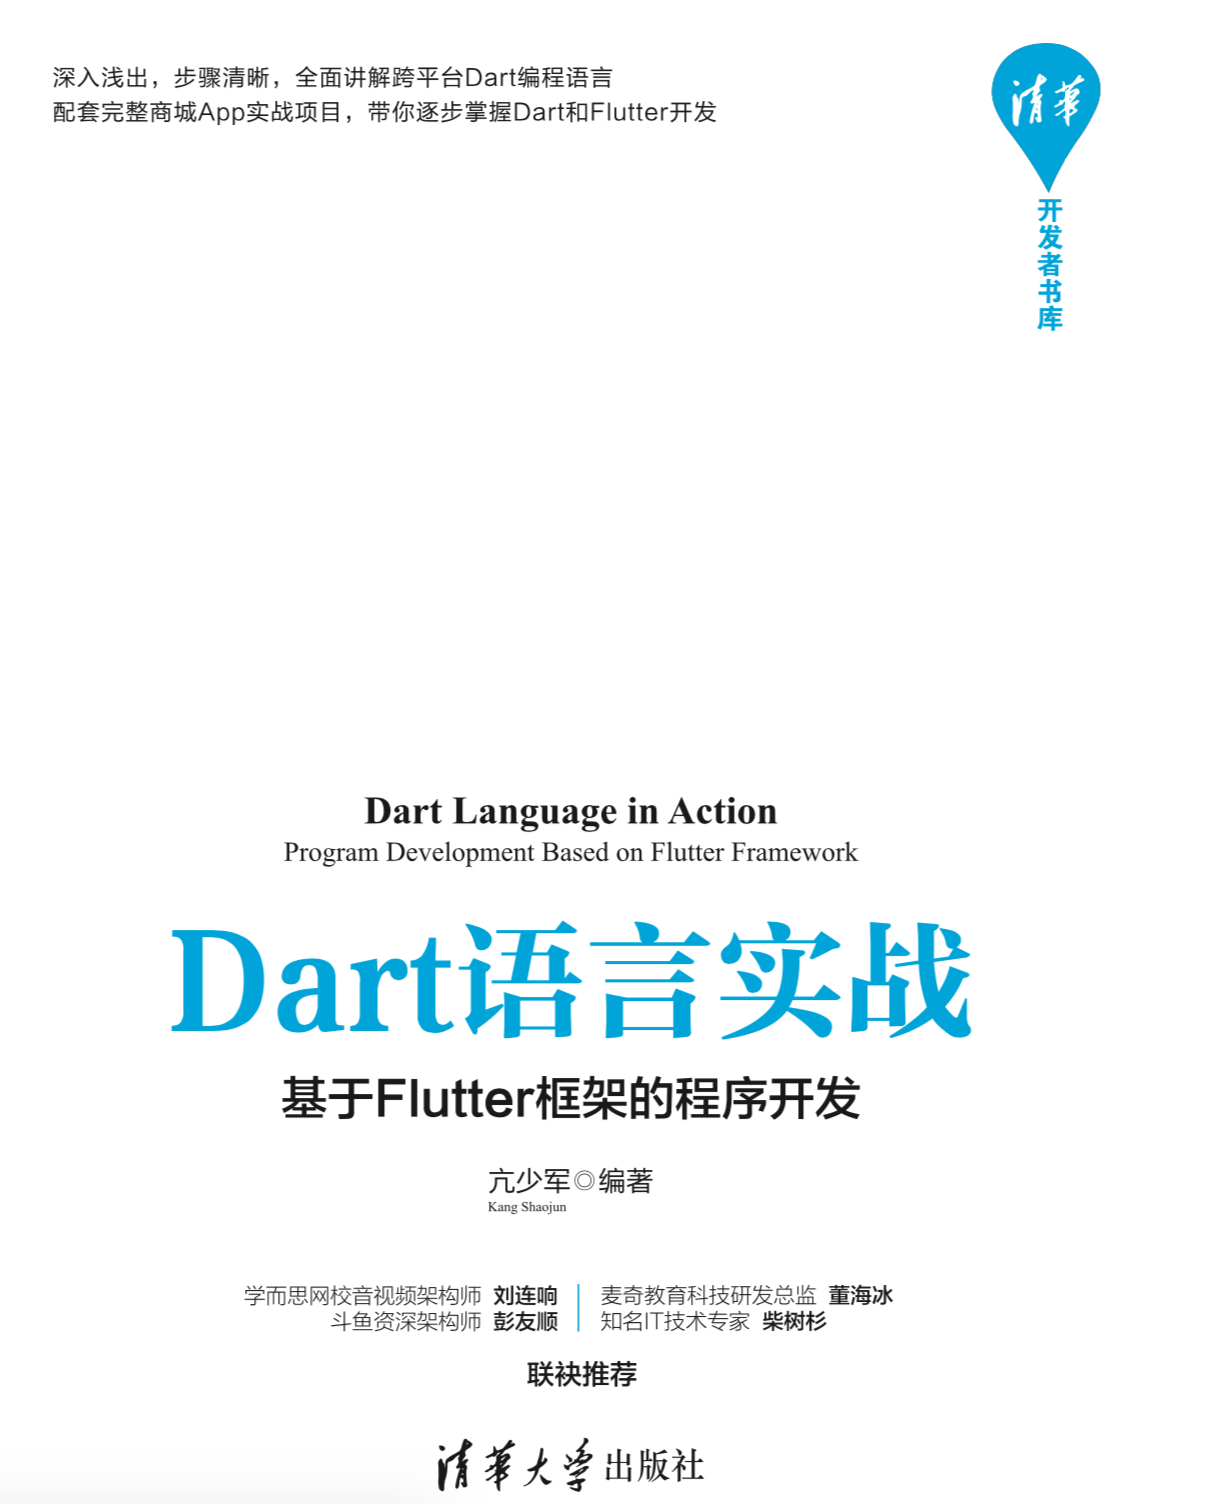 深入浅出，步骤清晰，全面讲解跨平台Dart编程语言
配套完整商城App实战项目，带你逐步掌握Dart和Flutter开发
清華
开发者书库
Dart Language in Action
Program Development Based on Flutter Framework
Dart语言实战
基于Flutter框架的程序开发
亢少军◎编著
Kang Shaojun
学而思网校音视频架构师 刘连响
斗鱼资深架构师 彭友顺
麦奇教育科技研发总监 董海冰
知名IT技术专家 柴树杉
联袂推荐
清華大学出版社